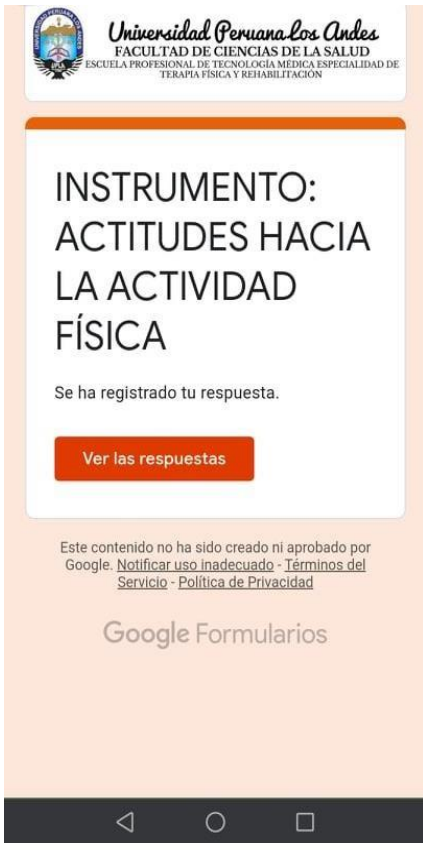 Universidad Peruana Los Andes
FACULTAD DE CIENCIAS DE LA SALUD
ESCUELA PROFESIONAL DE TECNOLOGÍA MÉDICA ESPECIALIDAD DE
TERAPIA FÍSICA Y REHABILITACIÓN
INSTRUMENTO:
ACTITUDES HACIA
LA ACTIVIDAD
FÍSICA
Se ha registrado tu respuesta.
Ver las respuestas
Este contenido no ha sido creado ni aprobado por
Google. Notificar uso inadecuado - Términos del
Servicio - Política de Privacidad
Google Formularios